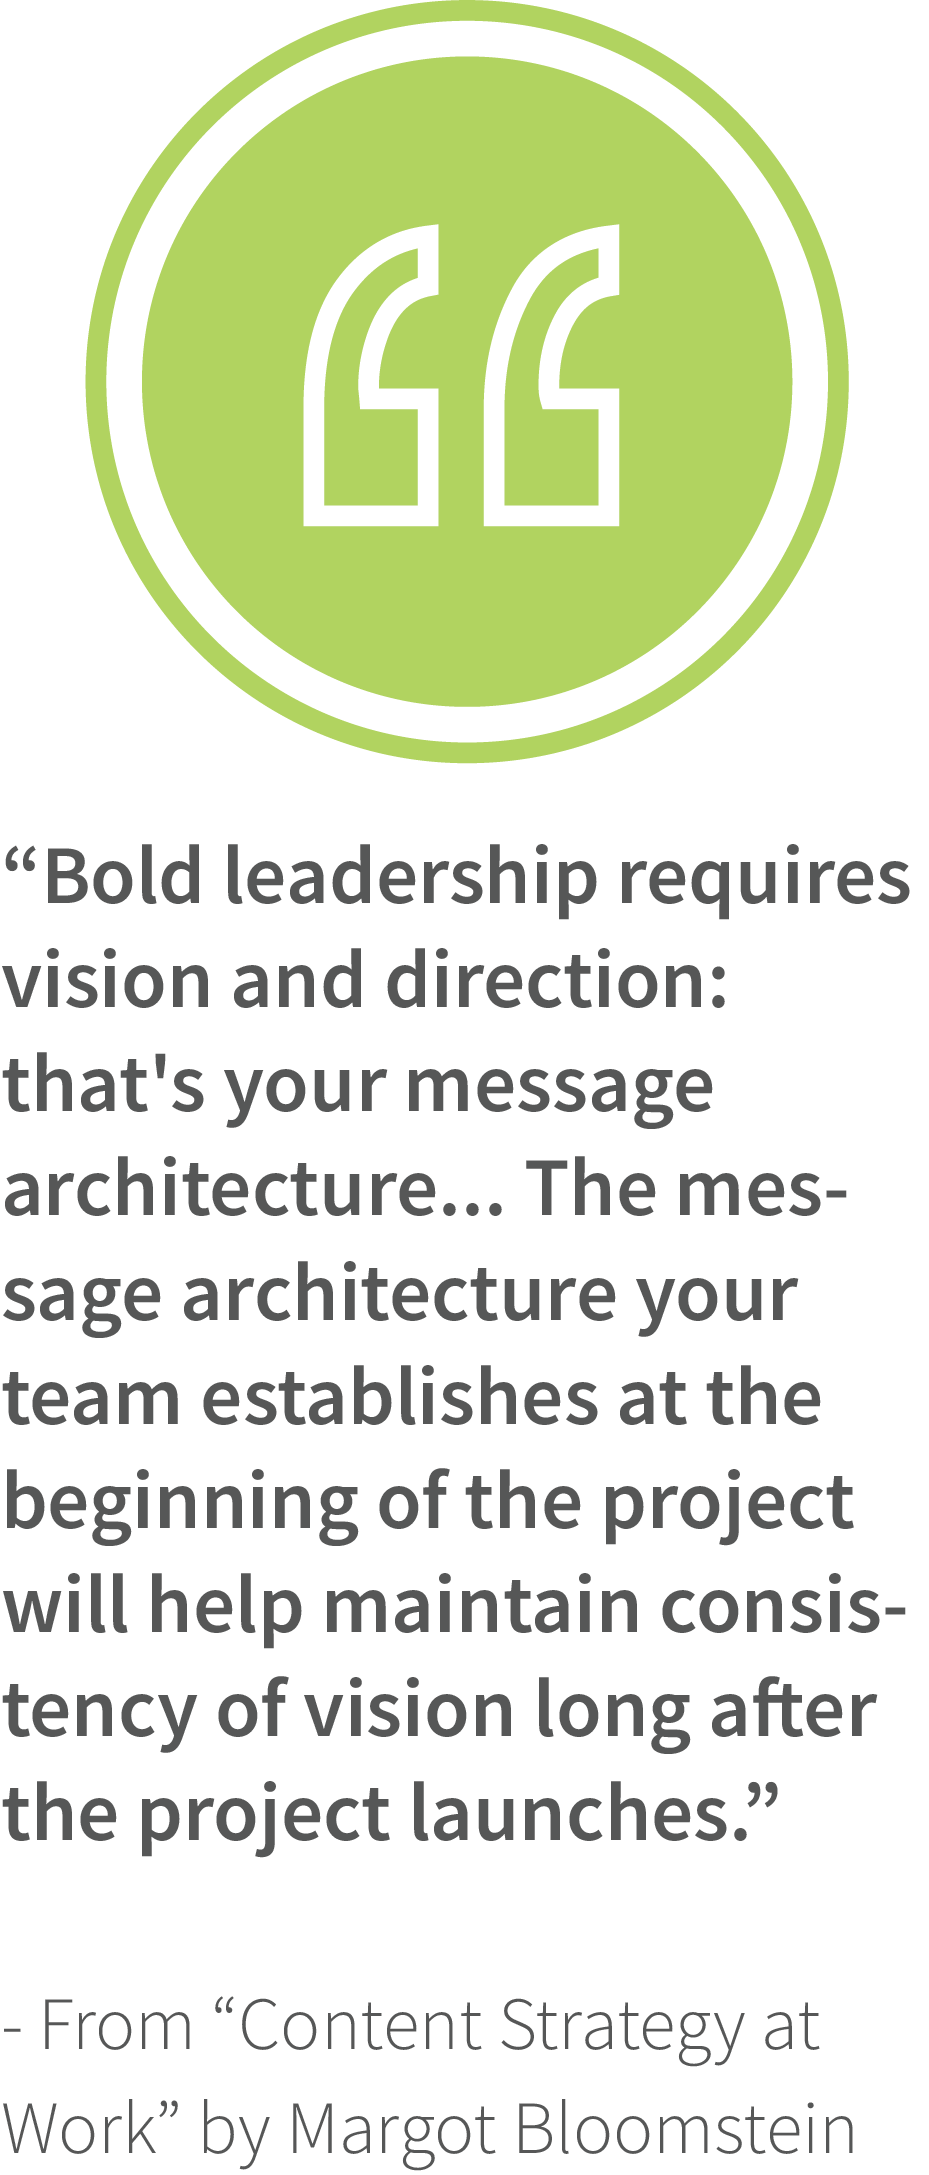 “Bold leadership requires
vision and direction:
that's your message
architecture... The mes-
sage architecture your
team establishes at the
beginning of the project
will help maintain consis-
tency of vision long after
the project launches.”
- From “Content Strategy at
Work” by Margot Bloomstein